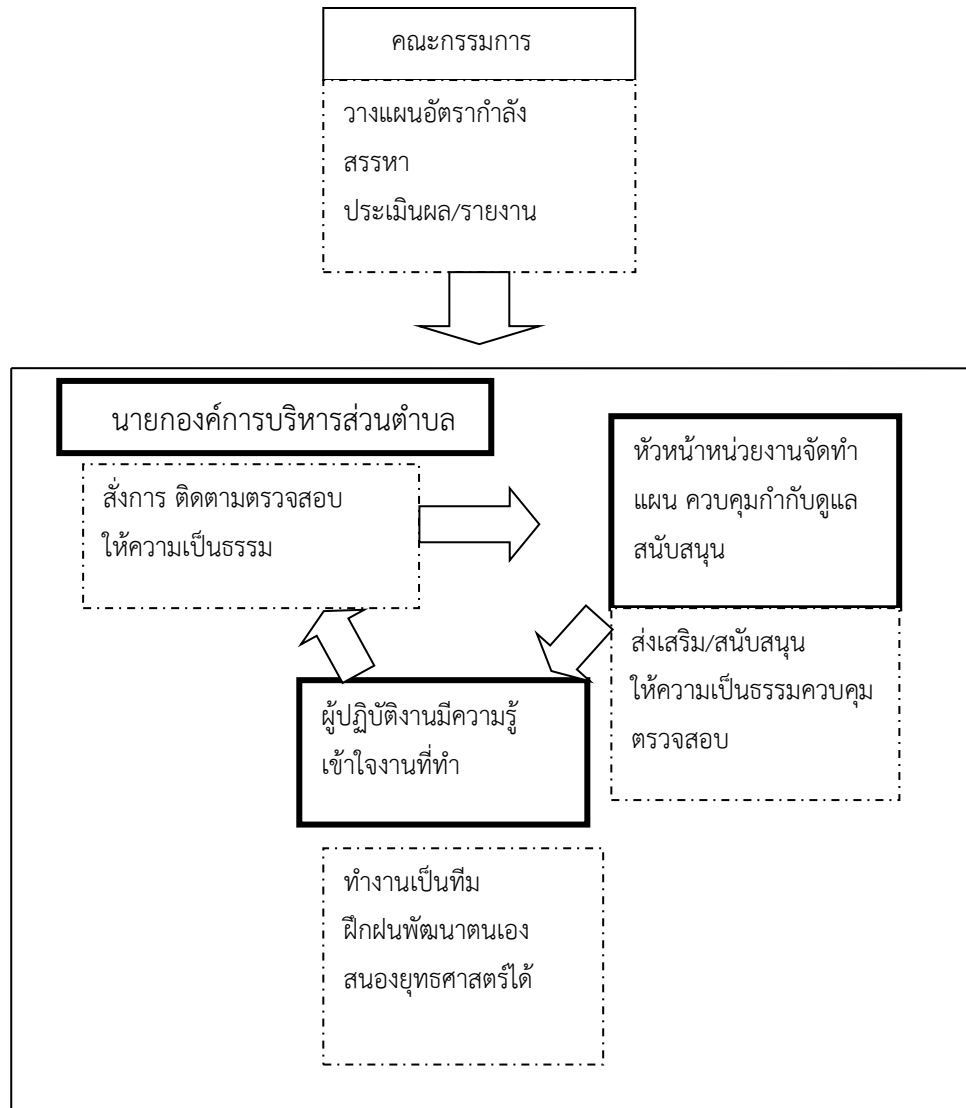 คณะกรรมการ
วางแผนอัตรากำลัง
สรรหา
ประเมินผล/รายงาน
นายกองค์การบริหารส่วนตำบล
สั่งการ ติดตามตรวจสอบ
ให้ความเป็นธรรม
หัวหน้าหน่วยงานจัดทำ
แผน ควบคุมกำกับดูแล
สนับสนุน
ส่งเสริม/สนับสนุน
ให้ความเป็นธรรมควบคุม
ตรวจสอบ
ผู้ปฏิบัติงานมีความรู้
เข้าใจงานที่ทำ
ทำงานเป็นทีม
ฝึกฝนพัฒนาตนเอง
สนองยุทธศาสตร์ได้